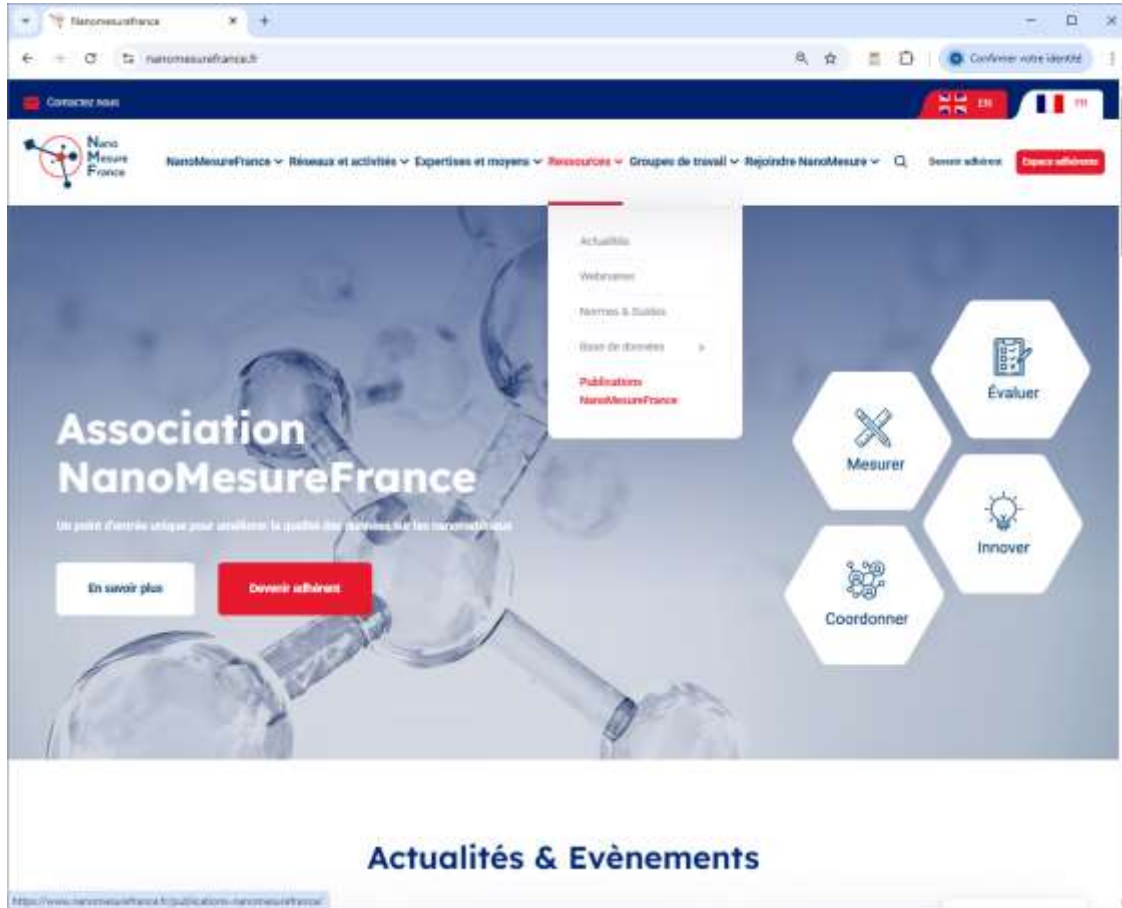 Nanomesurefrance
nanomesurefrance.fr
Confirmer votre identité
Contactez nous
EN
FR
Nano
Mesure
France
NanoMesureFrance Réseaux et activités Expertises et moyens Ressources Groupes de travail Rejoindre NanoMesure Devenir adhérent Espace adhérents
Actualités
Webinaires
Normes & Guides
Base de données
Publications
NanoMesureFrance
Évaluer
Mesurer
Innover
Coordonner
Association
NanoMesureFrance
Un point d'entrée unique pour améliorer la qualité des données sur les nanomatériaux
En savoir plus
Devenir adhérent
Actualités & Evènements
https://www.nanomesurefrance.fr/publications-nanomesurefrance/